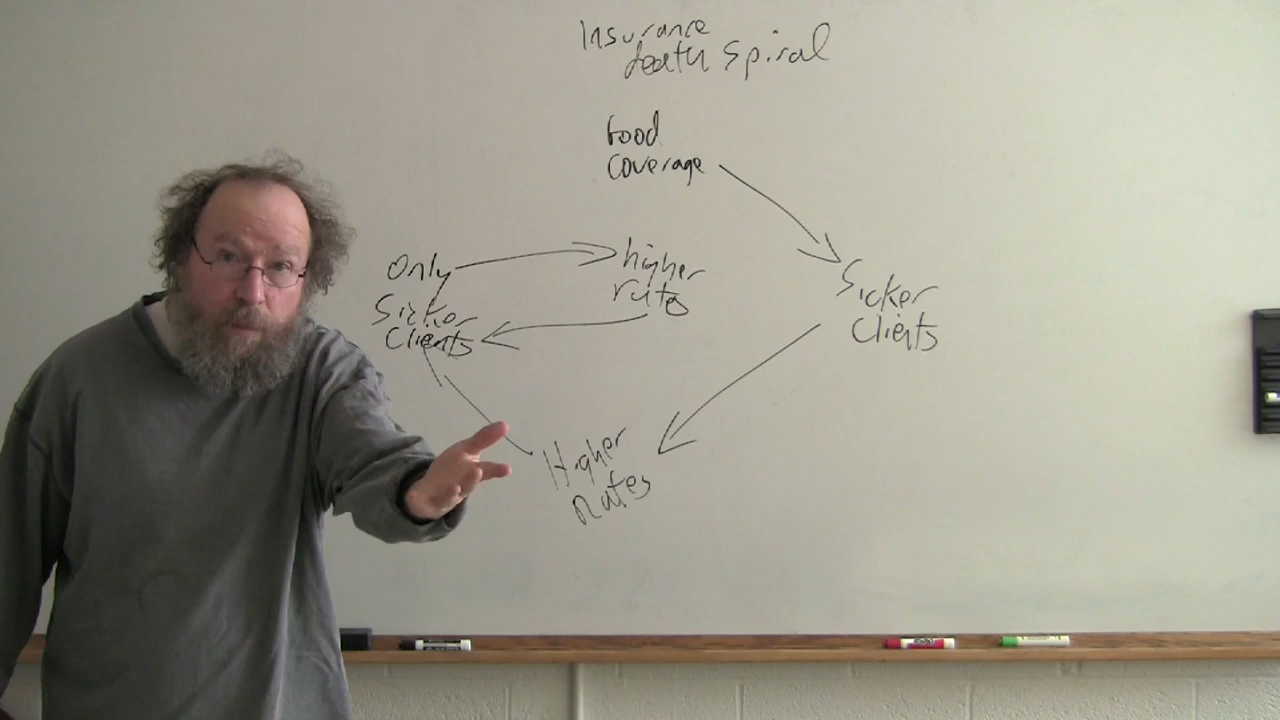 Insurance
death Spiral
Good
Coverage
Only
Sicker
Clients
higher
rates
Sicker
Clients
Higher
Rates